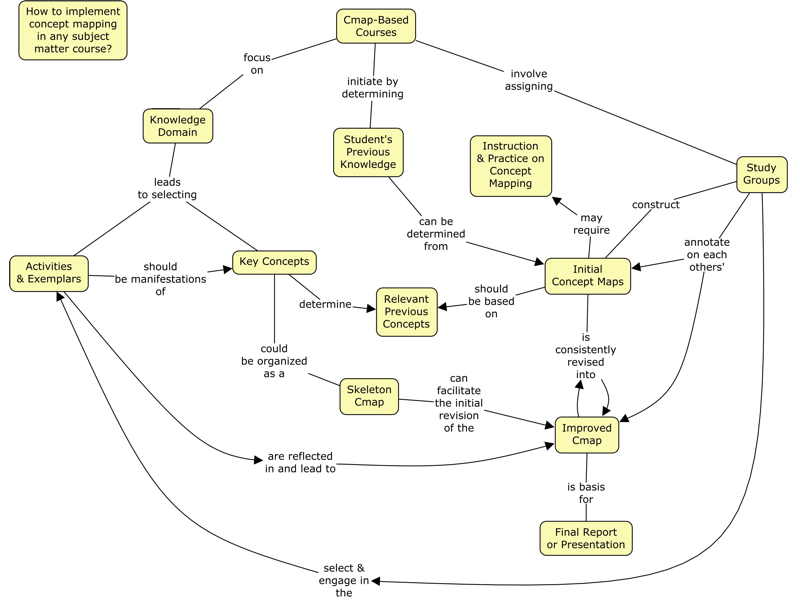 How to implement
concept mapping
in any subject
matter course?
Cmap-Based
Courses
focus
on
initiate by
determining
involve
assigning
Knowledge
Domain
Student's
Previous
Knowledge
Instruction
& Practice on
Concept
Mapping
Study
Groups
leads
to selecting
can be
determined
from
may
require
construct
annotate
on each
others'
Activities
& Exemplars
should
be manifestations
of
Key Concepts
Initial
Concept Maps
determine
Relevant
Previous
Concepts
should
be based
on
could
be organized
as a
is
consistently
revised
into
Skeleton
Cmap
can
facilitate
the initial
revision
of the
Improved
Cmap
are reflected
in and lead to
is basis
for
Final Report
or Presentation
select &
engage in
the